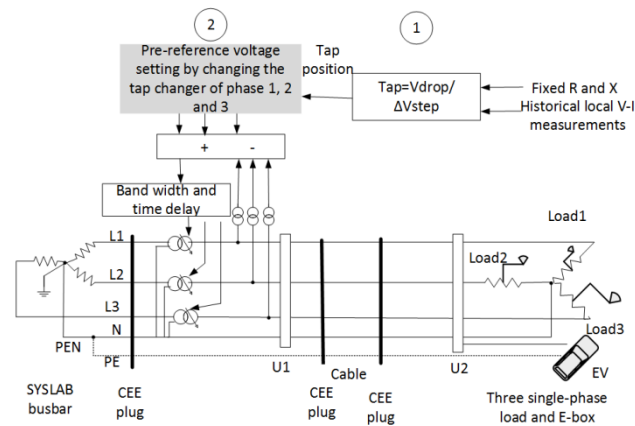 2
1
Pre-reference voltage
setting by changing the
tap changer of phase 1, 2
and 3
Tap
position
Tap=Vdrop/
ΔVstep
Fixed R and X
Historical local V-I
measurements
+ -
Band width and
time delay
L1
L2
L3
N
PEN
PE
Load1
Load2
Load3
U1
Cable
U2
EV
SYSLAB
busbar
CEE
plug
CEE
plug
Three single-phase
load and E-box